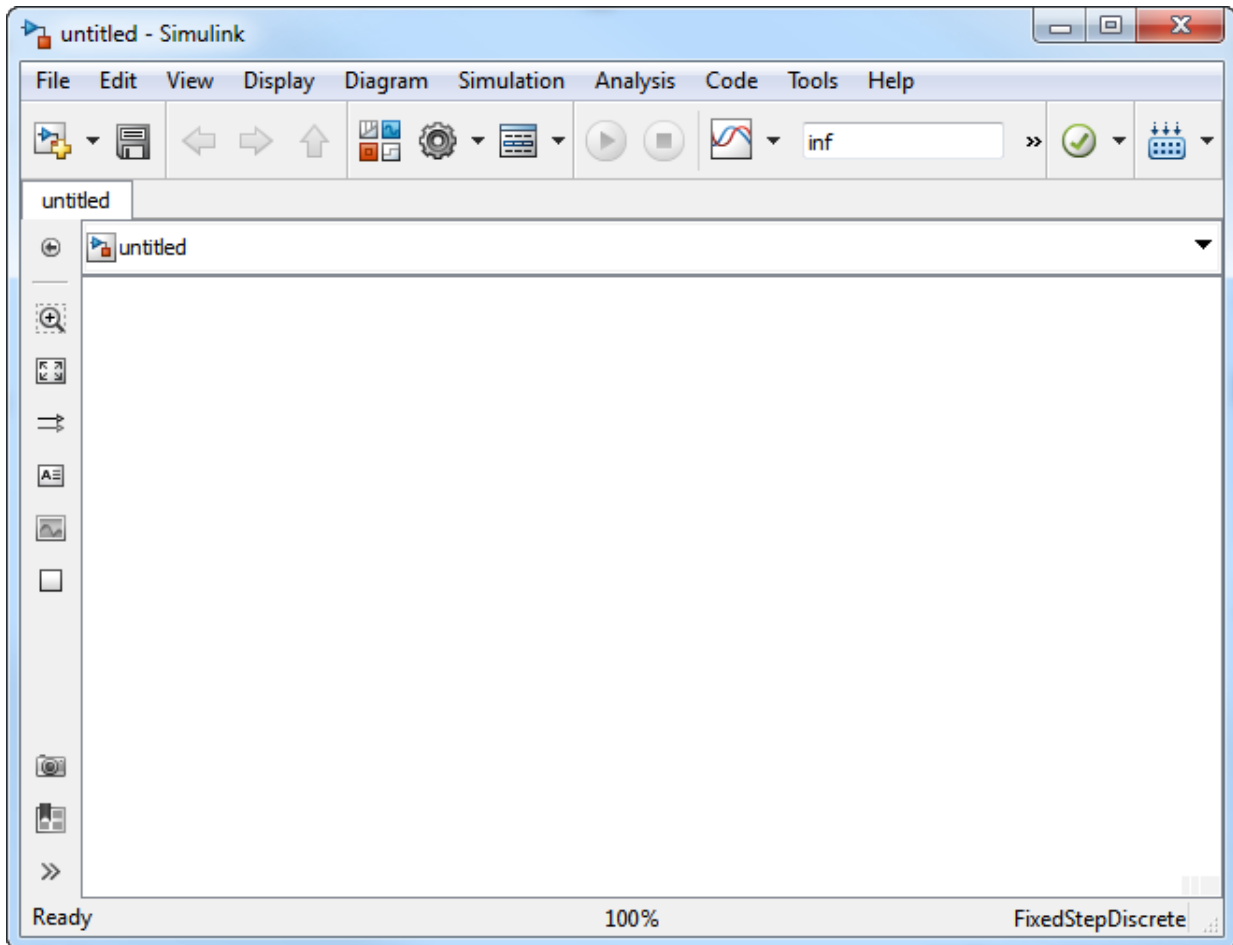 untitled - Simulink
File Edit View Display Diagram Simulation Analysis Code Tools Help
inf
untitled
untitled
Ready 100% FixedStepDiscrete